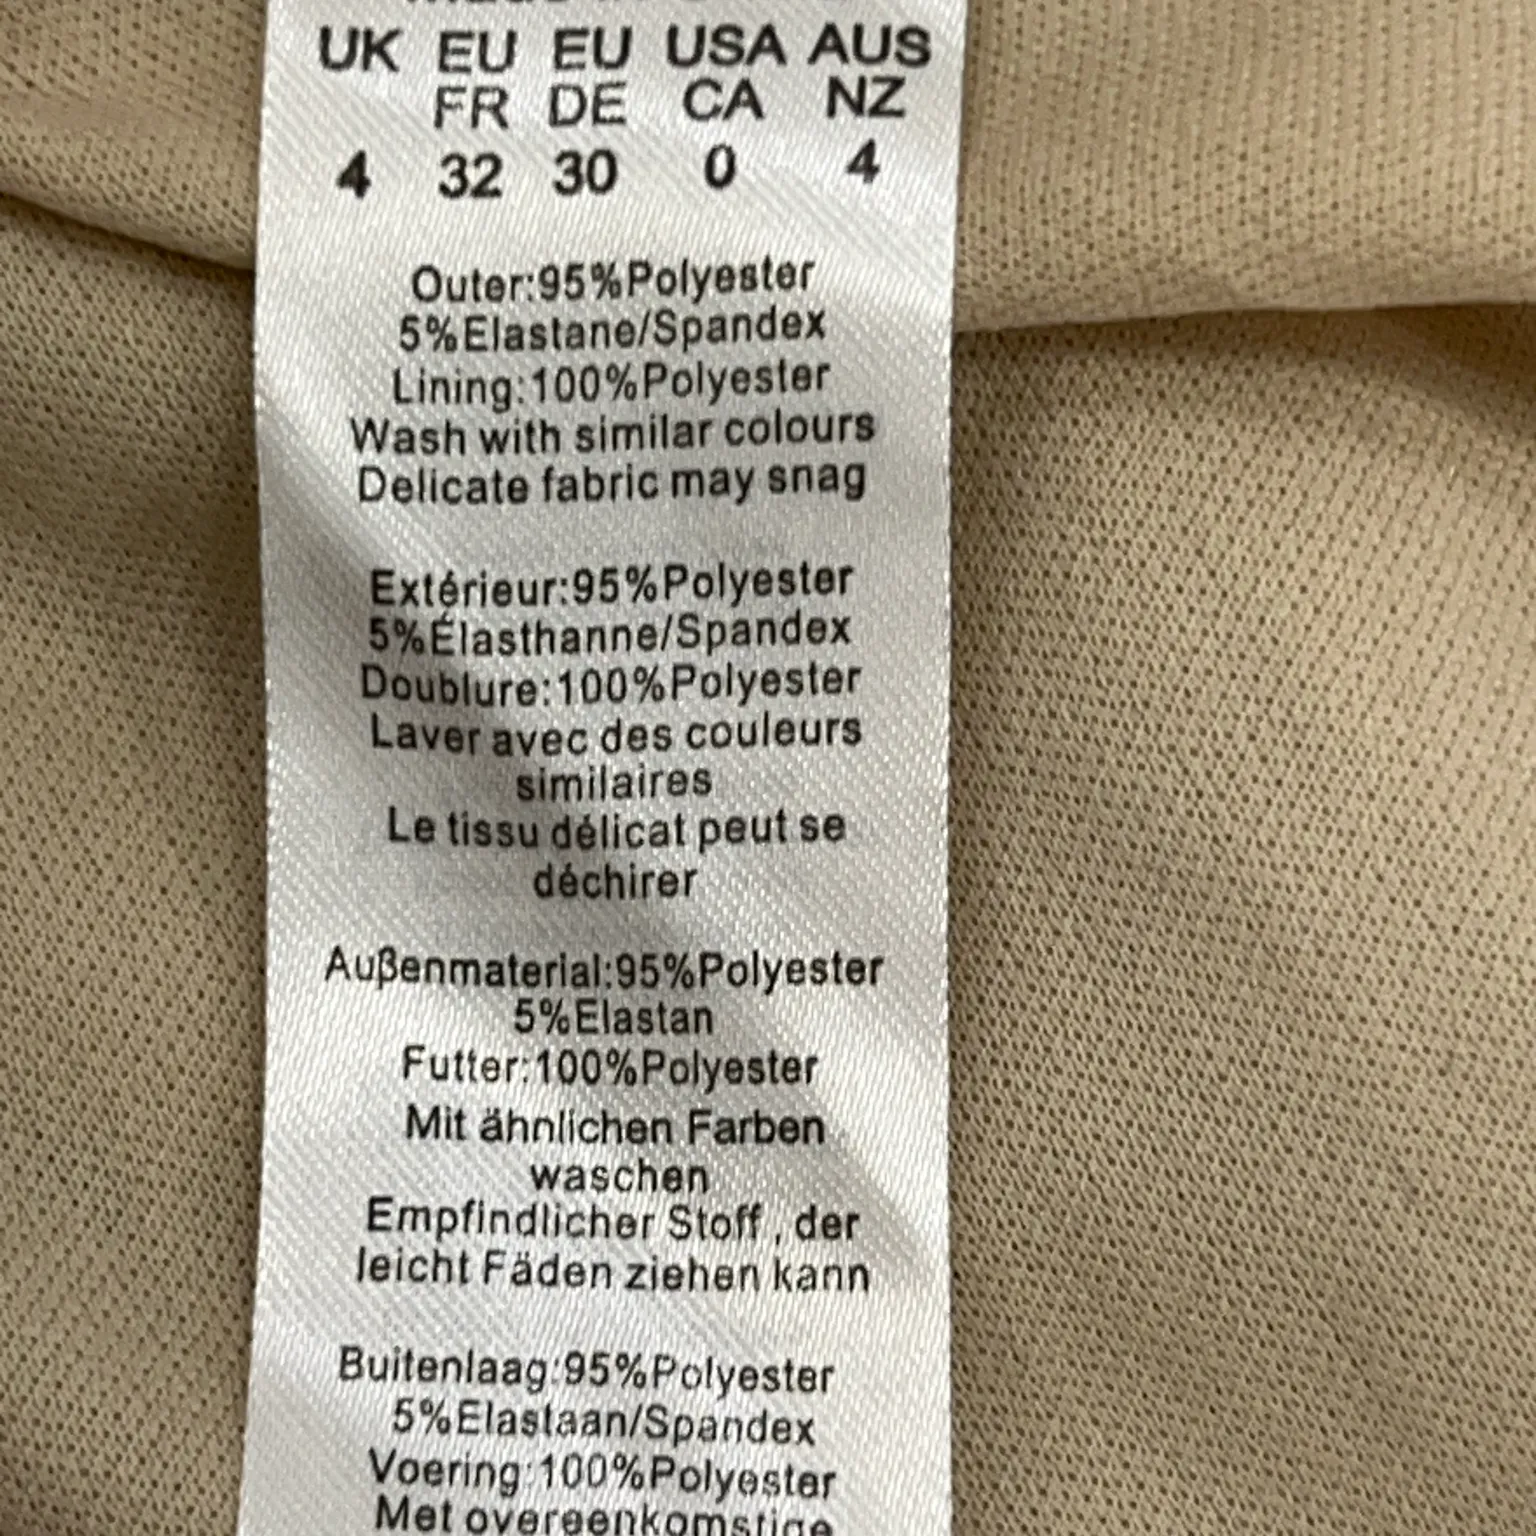 UK EU EU USA AUS
FR DE CA NZ
4 32 30 0 4
Outer:95%Polyester
5%Elastane/Spandex
Lining:100%Polyester
Wash with similar colours
Delicate fabric may snag
Extérieur:95%Polyester
5%Élasthanne/Spandex
Doublure:100%Polyester
Laver avec des couleurs
similaires
Le tissu délicat peut se
déchirer
Außenmaterial:95%Polyester
5%Elastan
Futter:100%Polyester
Mit ähnlichen Farben
waschen
Empfindlicher Stoff , der
leicht Fäden ziehen kann
Buitenlaag:95%Polyester
5%Elastaan/Spandex
Voering:100%Polyester
Met overeenkomstige